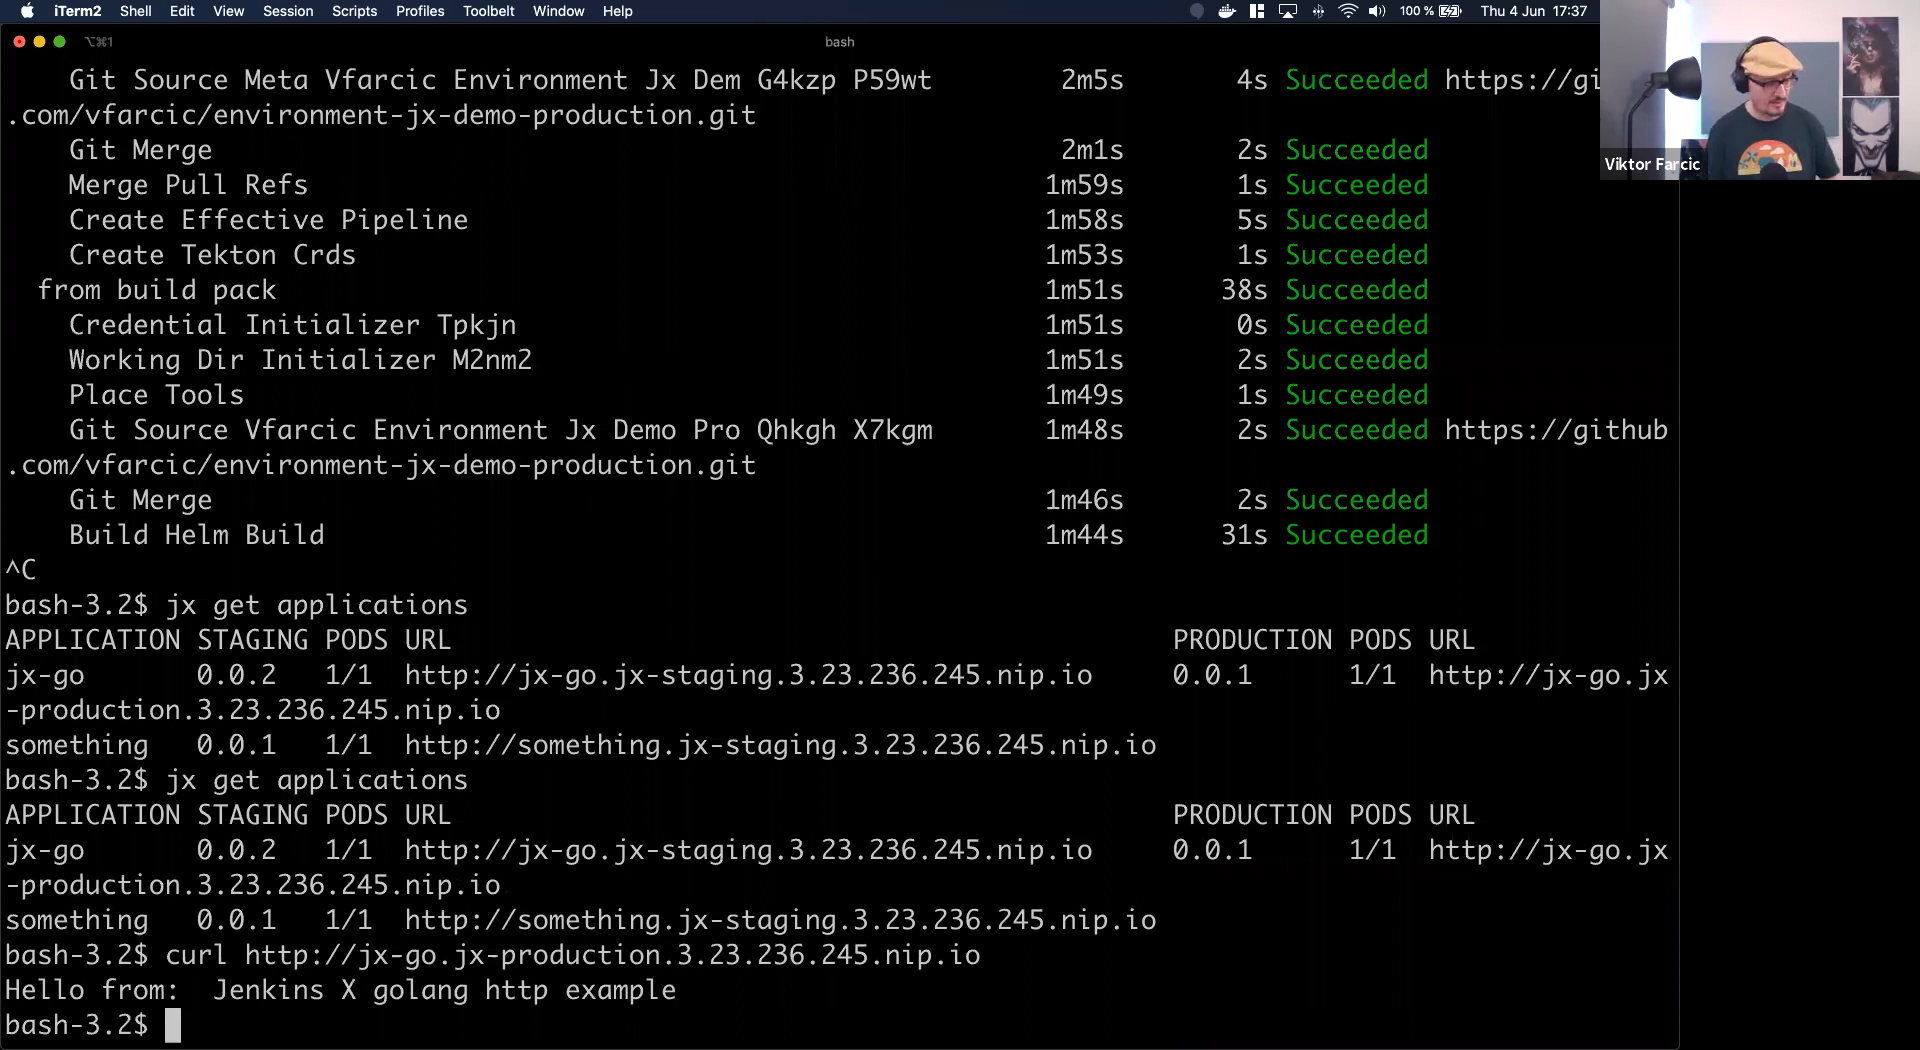 iTerm2 Shell Edit View Session Scripts Profiles Toolbelt Window Help 100 % Thu 4 Jun 17:37
⌥⌘1 bash
Git Source Meta Vfarcic Environment Jx Dem G4kzp P59wt 2m5s 4s Succeeded https://gi
.com/vfarcic/environment-jx-demo-production.git
Git Merge 2m1s 2s Succeeded
Viktor Farcic
Merge Pull Refs 1m59s 1s Succeeded
Create Effective Pipeline 1m58s 5s Succeeded
Create Tekton Crds 1m53s 1s Succeeded
from build pack 1m51s 38s Succeeded
Credential Initializer Tpkjn 1m51s 0s Succeeded
Working Dir Initializer M2nm2 1m51s 2s Succeeded
Place Tools 1m49s 1s Succeeded
Git Source Vfarcic Environment Jx Demo Pro Qhkgh X7kgm 1m48s 2s Succeeded https://github
.com/vfarcic/environment-jx-demo-production.git
Git Merge 1m46s 2s Succeeded
Build Helm Build 1m44s 31s Succeeded
^C
bash-3.2$ jx get applications
APPLICATION STAGING PODS URL PRODUCTION PODS URL
jx-go 0.0.2 1/1 http://jx-go.jx-staging.3.23.236.245.nip.io 0.0.1 1/1 http://jx-go.jx
-production.3.23.236.245.nip.io
something 0.0.1 1/1 http://something.jx-staging.3.23.236.245.nip.io
bash-3.2$ jx get applications
APPLICATION STAGING PODS URL PRODUCTION PODS URL
jx-go 0.0.2 1/1 http://jx-go.jx-staging.3.23.236.245.nip.io 0.0.1 1/1 http://jx-go.jx
-production.3.23.236.245.nip.io
something 0.0.1 1/1 http://something.jx-staging.3.23.236.245.nip.io
bash-3.2$ curl http://jx-go.jx-production.3.23.236.245.nip.io
Hello from:  Jenkins X golang http example
bash-3.2$